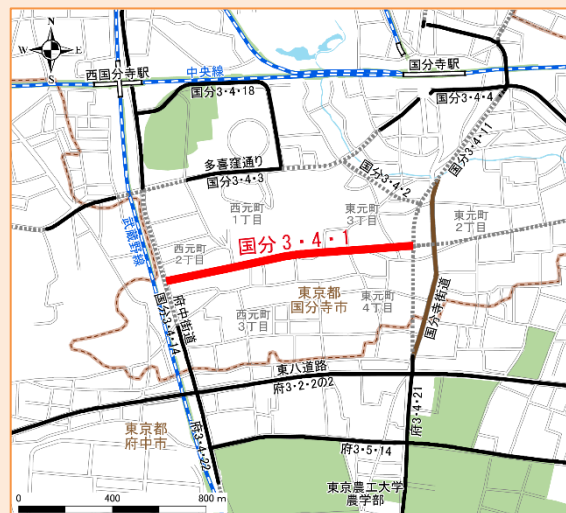 N
W E
S
西国分寺駅
中央線
国分寺駅
国分3・4・18
国分3・4・4
国分3・4・11
多喜窪通り
国分3・4・3
国分3・4・2
西元町
1丁目
東元町
3丁目
東元町
2丁目
武蔵野線
西元町
2丁目
国分3・4・1
府中街道
国分3・4・14
西元町
3丁目
東京都
国分寺市
東元町
4丁目
国分寺街道
東八道路
府3・2・2の2
東京都
府中市
府3・4・22
府3・4・21
府3・5・14
東京農工大学
農学部
0 400 800 m